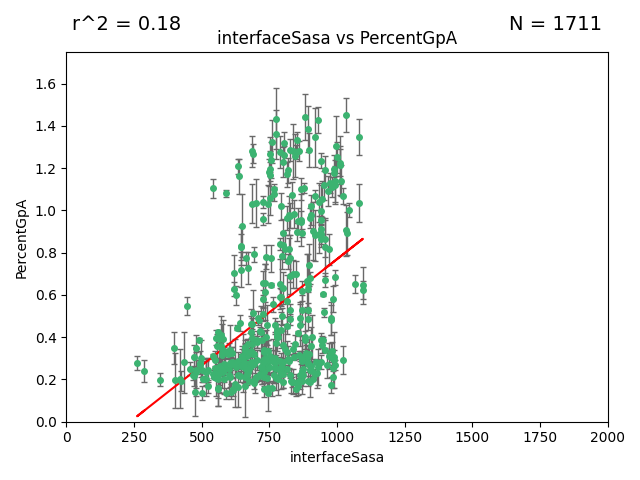 r^2 = 0.18
N = 1711
interfaceSasa vs PercentGpA
1.6
1.4
1.2
1.0
0.8
0.6
0.4
0.2
0.0
PercentGpA
0 250 500 750 1000 1250 1500 1750 2000
interfaceSasa